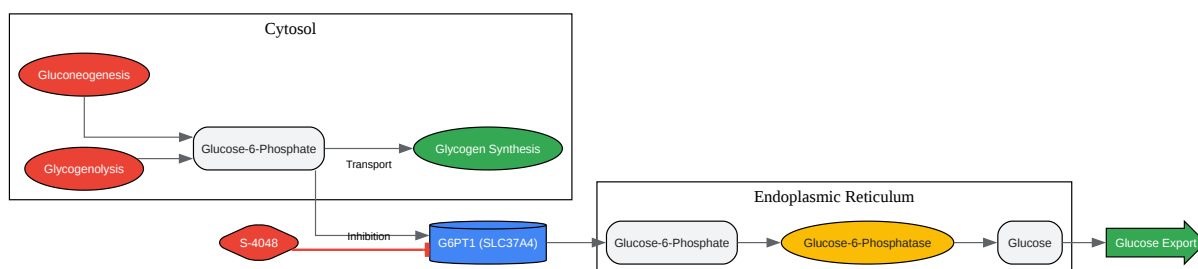 Cytosol
Gluconeogenesis
Glucose-6-Phosphate
Glycogen Synthesis
Transport
Glycogenolysis
Endoplasmic Reticulum
S-4048
Inhibition
G6PT1 (SLC37A4)
Glucose-6-Phosphate
Glucose-6-Phosphatase
Glucose
Glucose Export